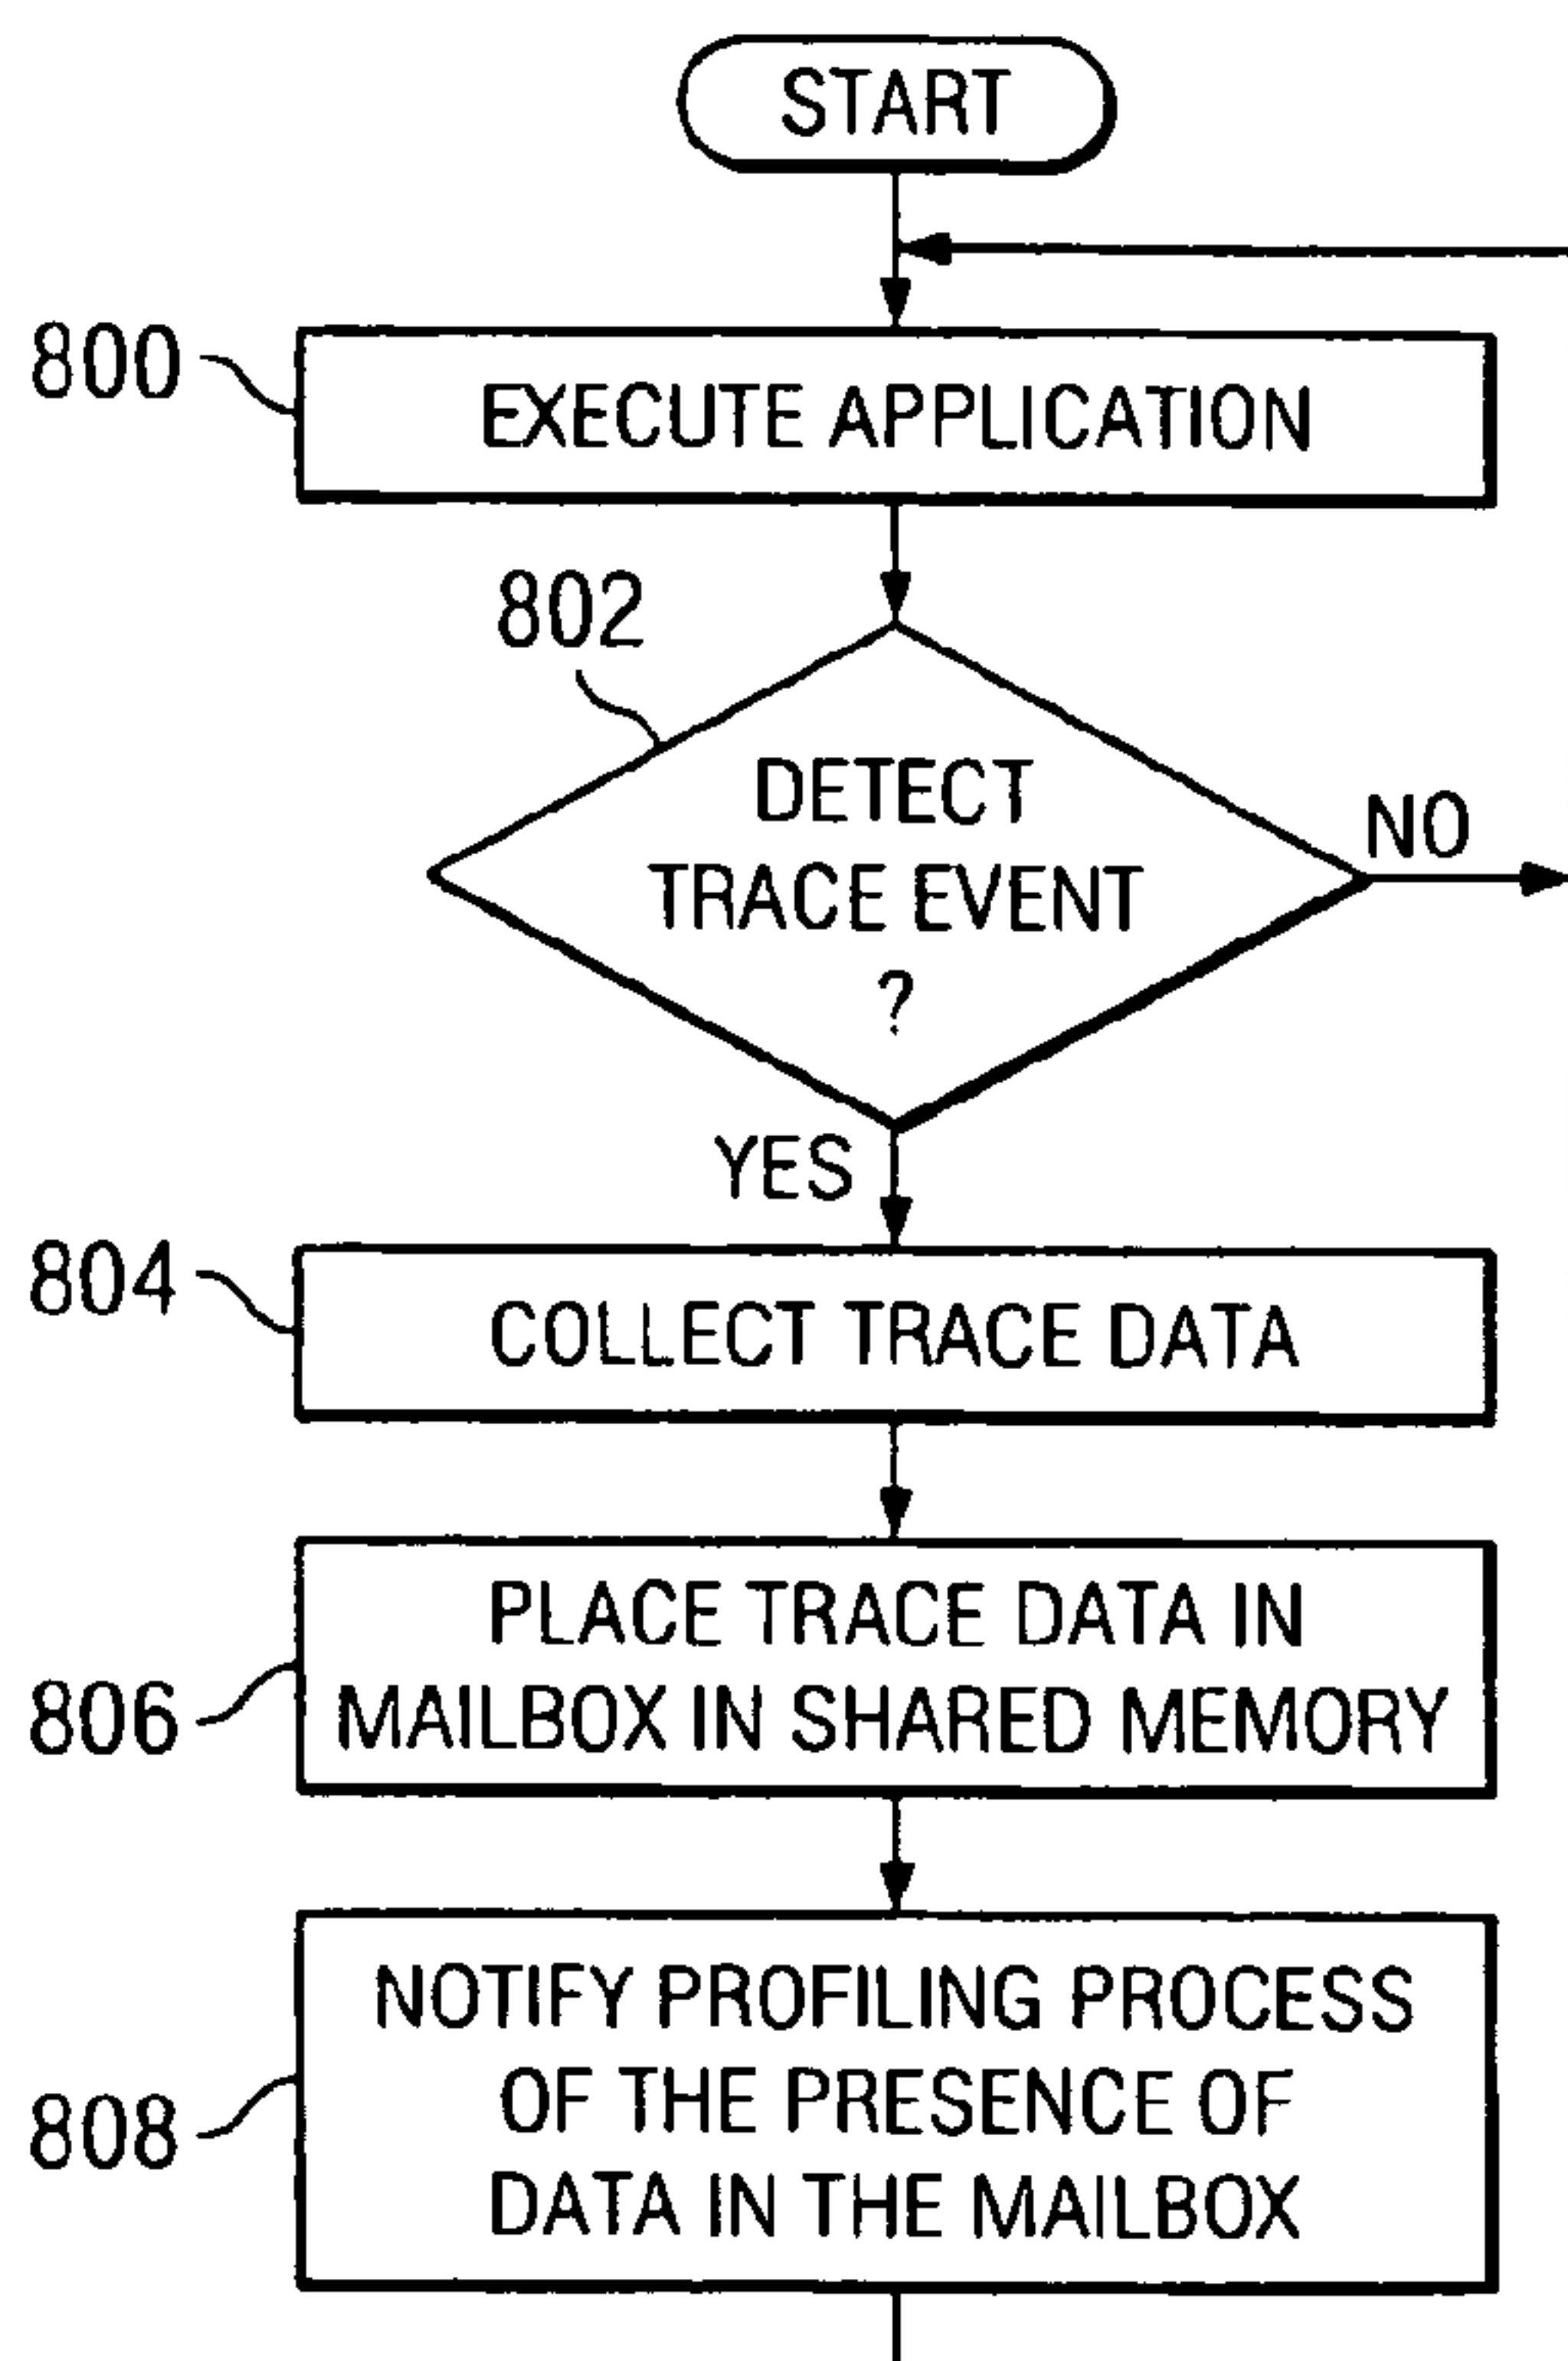 START
800
EXECUTE APPLICATION
802
DETECT
TRACE EVENT
?
NO
YES
804
COLLECT TRACE DATA
PLACE TRACE DATA IN
MAILBOX IN SHARED MEMORY
806
NOTIFY PROFILING PROCESS
OF THE PRESENCE OF
DATA IN THE MAILBOX
808